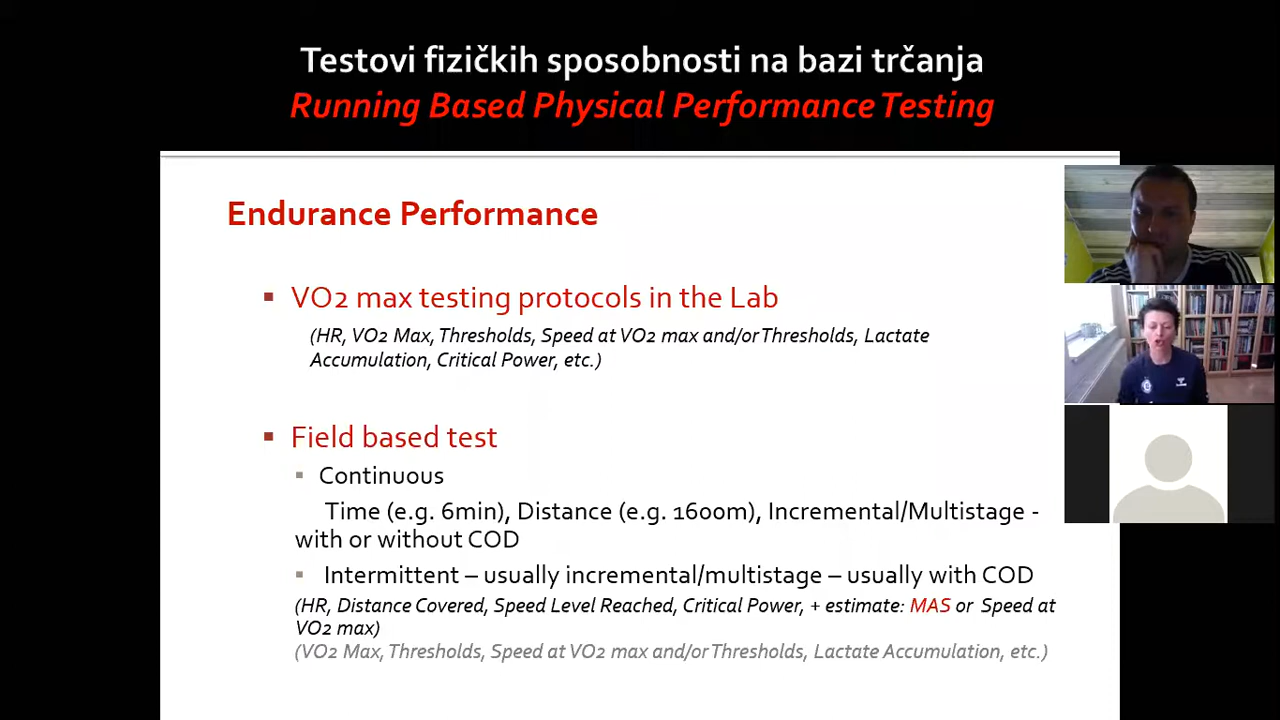 Testovi fizičkih sposobnosti na bazi trčanja
Running Based Physical Performance Testing
Endurance Performance
▪ VO2 max testing protocols in the Lab
(HR, VO2 Max, Thresholds, Speed at VO2 max and/or Thresholds, Lactate
Accumulation, Critical Power, etc.)
▪ Field based test
▪ Continuous
Time (e.g. 6min), Distance (e.g. 1600m), Incremental/Multistage -
with or without COD
▪ Intermittent – usually incremental/multistage – usually with COD
(HR, Distance Covered, Speed Level Reached, Critical Power, + estimate: MAS or Speed at
VO2 max)
(VO2 Max, Thresholds, Speed at VO2 max and/or Thresholds, Lactate Accumulation, etc.)